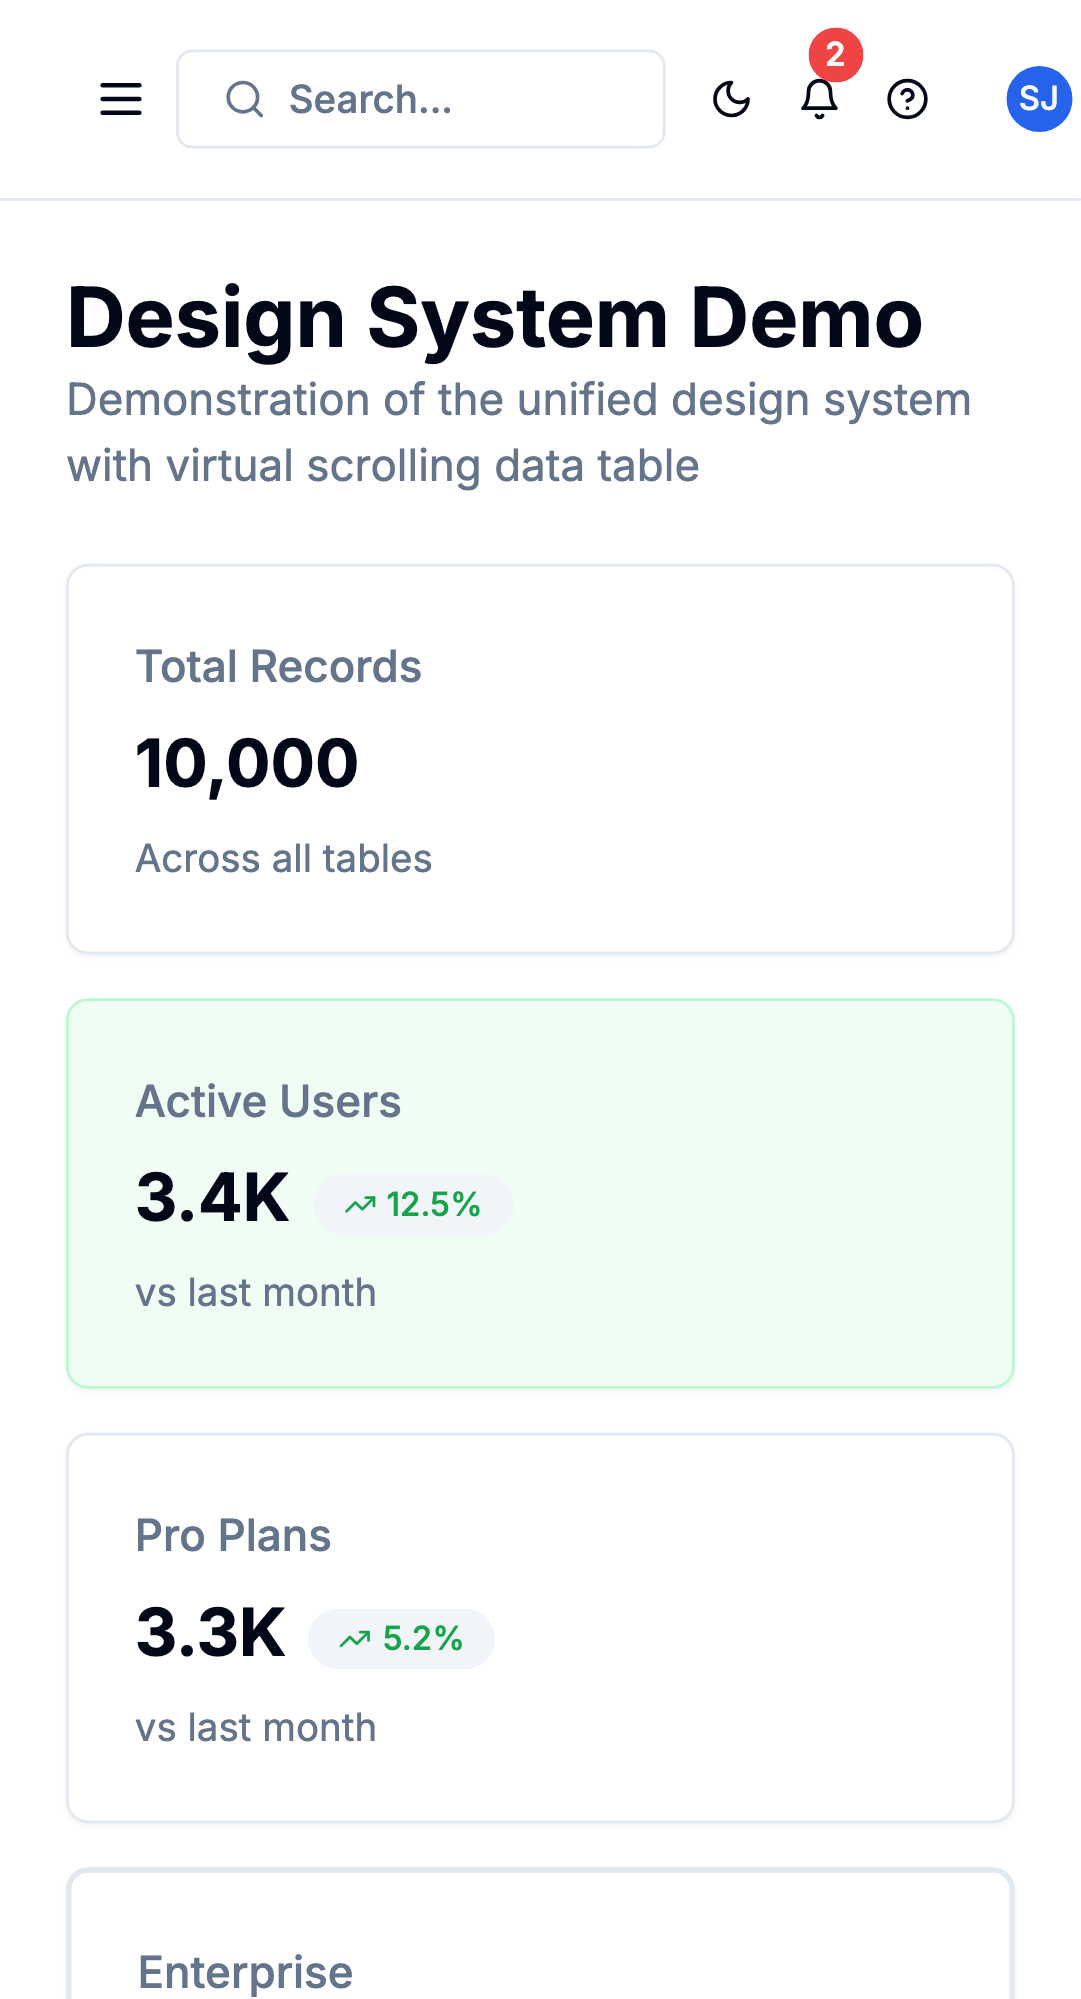 Search...
2
SJ
Design System Demo
Demonstration of the unified design system
with virtual scrolling data table
Total Records
10,000
Across all tables
Active Users
3.4K 12.5%
vs last month
Pro Plans
3.3K 5.2%
vs last month
Enterprise